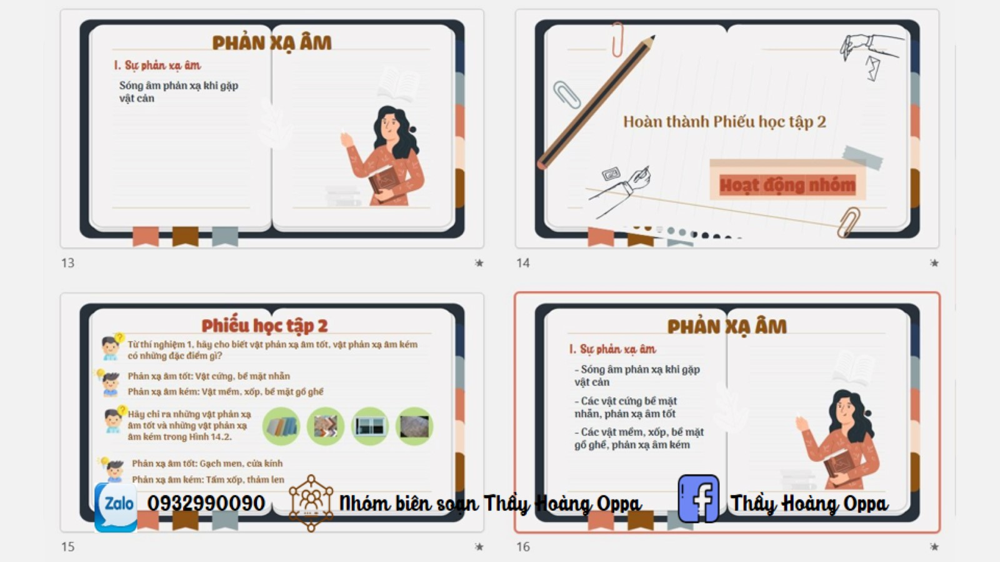 PHẢN XẠ ÂM
I. Sự phản xạ âm
Sóng âm phản xạ khi gặp
vật cản
13
Hoàn thành Phiếu học tập 2
Hoạt động nhóm
14
Phiếu học tập 2
Từ thí nghiệm 1, hãy cho biết vật phản xạ âm tốt, vật phản xạ âm kém
có những đặc điểm gì?
Phản xạ âm tốt: Vật cứng, bề mặt nhẵn
Phản xạ âm kém: Vật mềm, xốp, bề mặt gồ ghề
Hãy chỉ ra những vật phản xạ
âm tốt và những vật phản xạ
âm kém trong Hình 14.2.
Phản xạ âm tốt: Gạch men, cửa kính
Phản xạ âm kém: Tấm xốp, thảm len
15
PHẢN XẠ ÂM
I. Sự phản xạ âm
- Sóng âm phản xạ khi gặp
vật cản
- Các vật cứng bề mặt
nhẵn, phản xạ âm tốt
- Các vật mềm, xốp, bề mặt
gồ ghề, phản xạ âm kém
16
Zalo 0932990090 Nhóm biên soạn Thầy Hoàng Oppa f Thầy Hoàng Oppa